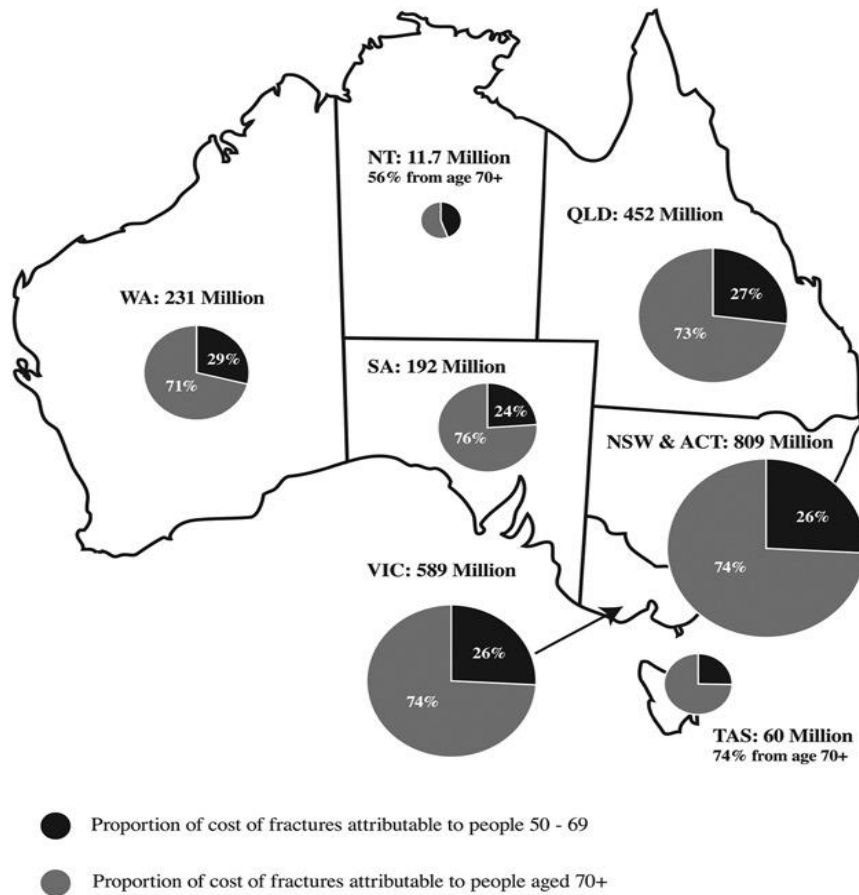 NT: 11.7 Million
56% from age 70+
QLD: 452 Million
27%
73%
WA: 231 Million
29%
71%
SA: 192 Million
24%
76%
NSW & ACT: 809 Million
26%
74%
VIC: 589 Million
26%
74%
TAS: 60 Million
74% from age 70+
Proportion of cost of fractures attributable to people 50 - 69
Proportion of cost of fractures attributable to people aged 70+